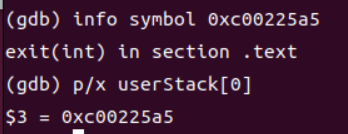 (gdb) info symbol 0xc00225a5
exit(int) in section .text
(gdb) p/x userStack[0]
$3 = 0xc00225a5